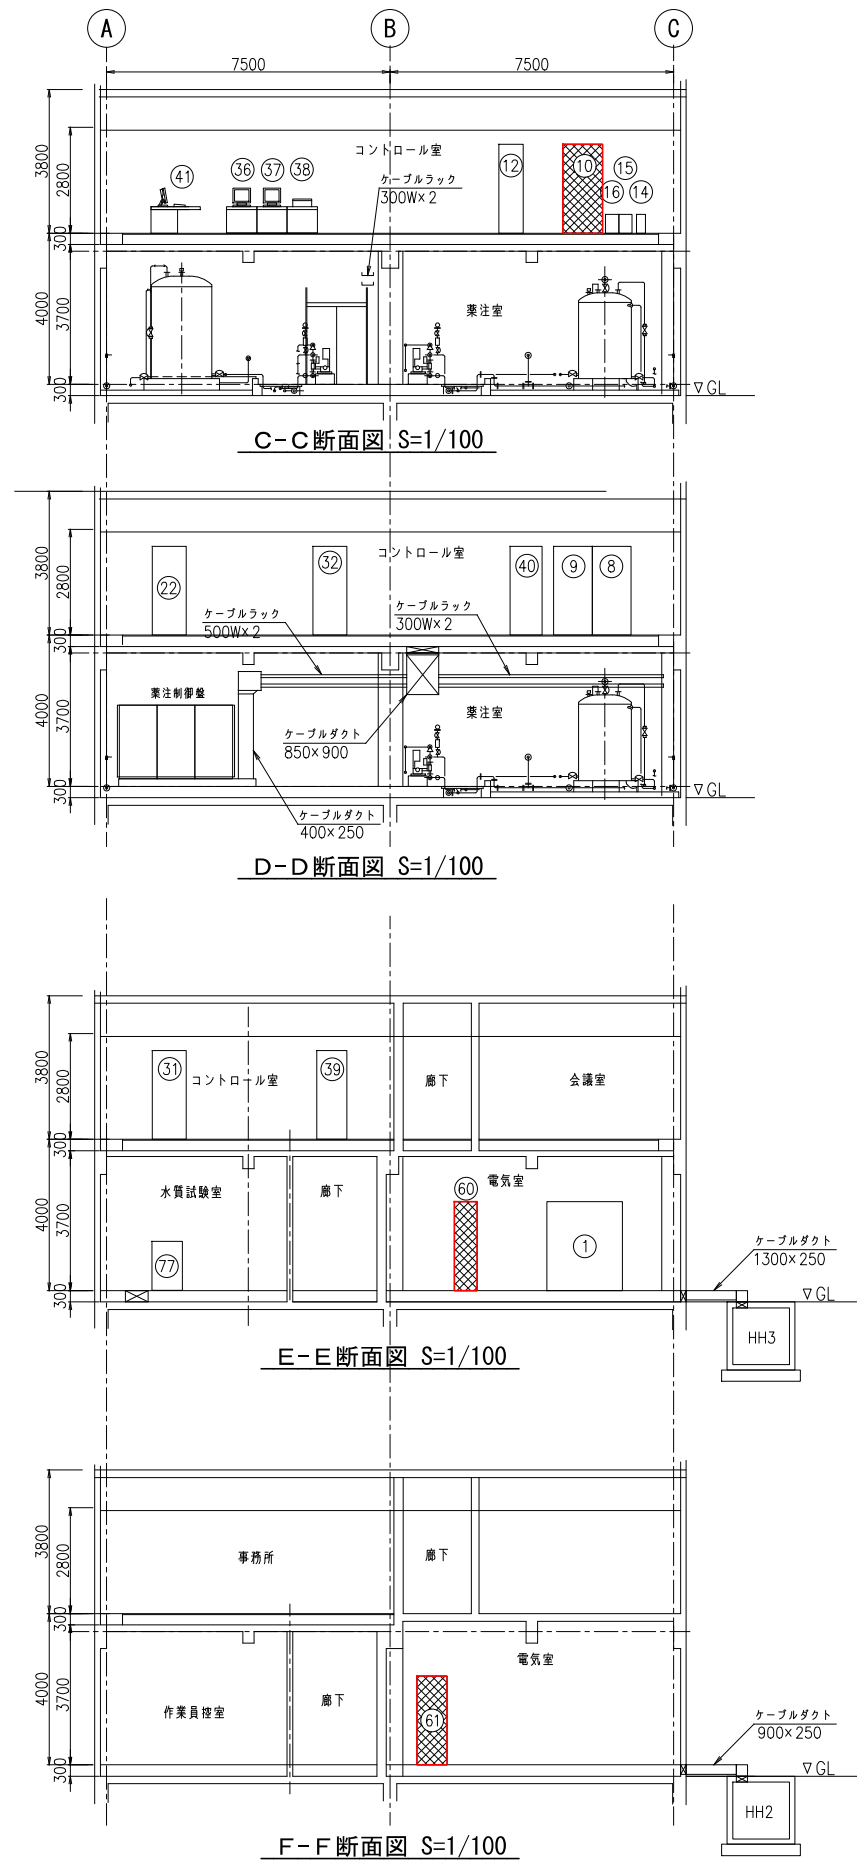 A B C
7500 7500
3800 2800 コントロール室
41 36 37 38 12 10 15 16 14
ケーブルラック
300W×2
300
4000 3700 薬注室
300 ▽GL
C-C断面図 S=1/100
3800 2800 コントロール室
22 32 40 9 8
ケーブルラック
500W×2
ケーブルラック
300W×2
300
4000 3700 薬注制御盤 薬注室
ケーブルダクト
850×900
300 ▽GL
ケーブルダクト
400×250
D-D断面図 S=1/100
3800 2800 31 コントロール室 39 廊下 会議室
300
4000 3700 水質試験室 廊下 電気室
77 60 1
ケーブルダクト
1300×250
300 ▽GL
HH3
E-E断面図 S=1/100
3800 2800 事務所 廊下
300
4000 3700 作業員控室 廊下 電気室
61
ケーブルダクト
900×250
300 ▽GL
HH2
F-F断面図 S=1/100